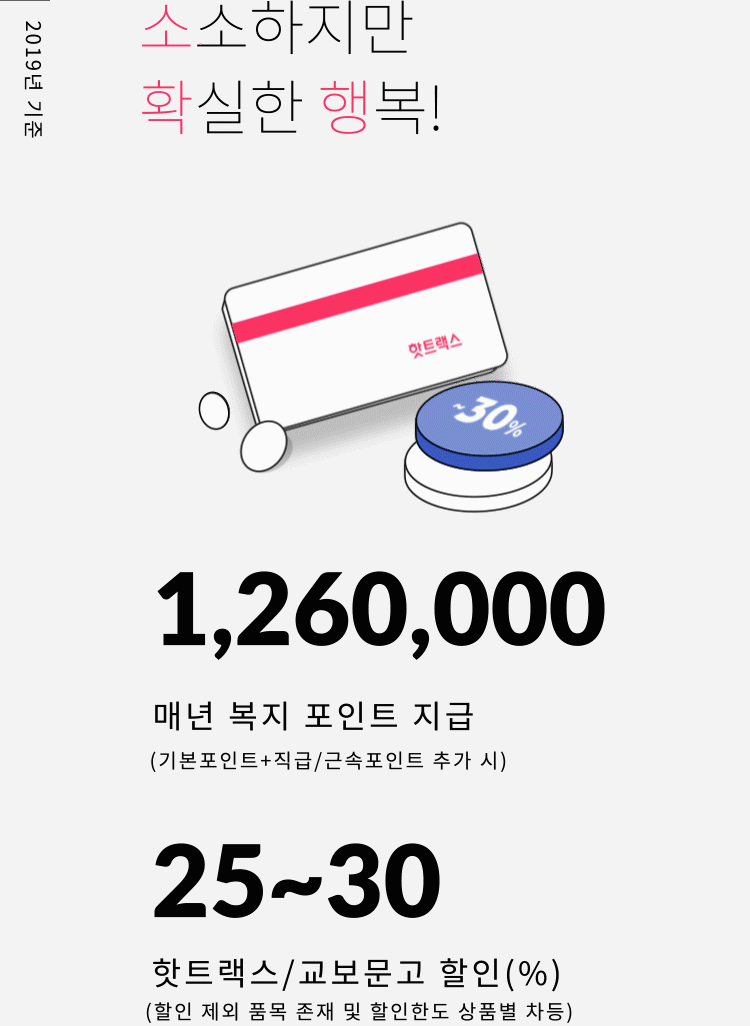 2019년 기준
소소하지만
확실한 행복!
핫트랙스
~30%
1,260,000
매년 복지 포인트 지급
(기본포인트+직급/근속포인트 추가 시)
25~30
핫트랙스/교보문고 할인(%)
(할인 제외 품목 존재 및 할인한도 상품별 차등)